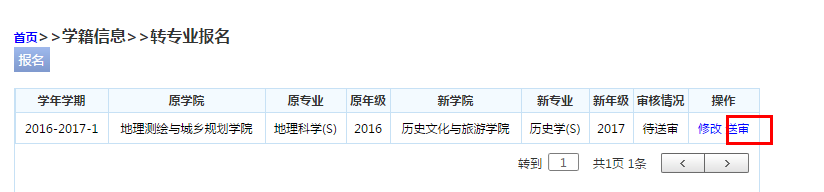 首页>>学籍信息>>转专业报名
报名
学年学期 原学院 原专业 原年级 新学院 新专业 新年级 审核情况 操作
2016-2017-1 地理测绘与城乡规划学院 地理科学(S) 2016 历史文化与旅游学院 历史学(S) 2017 待送审 修改 送审
转到 1 共1页 1条 < >